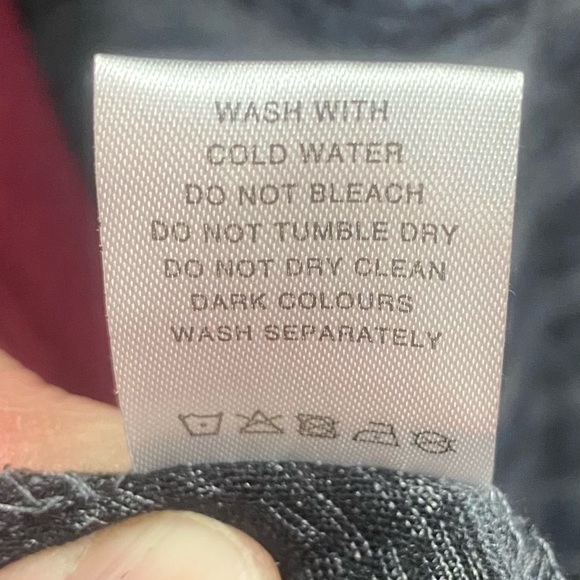 WASH WITH
COLD WATER
DO NOT BLEACH
DO NOT TUMBLE DRY
DO NOT DRY CLEAN
DARK COLOURS
WASH SEPARATELY